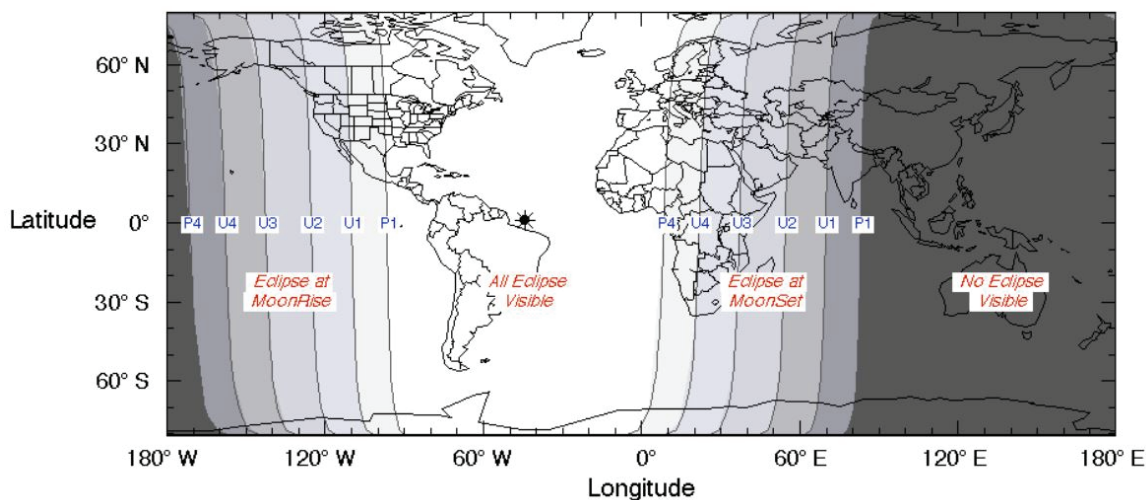 60° N
30° N
Latitude 0°
30° S
60° S
P4 U4 U3 U2 U1 P1 P4 U4 U3 U2 U1 P1
Eclipse at
MoonRise
All Eclipse
Visible
Eclipse at
MoonSet
No Eclipse
Visible
180° W 120° W 60° W 0° 60° E 120° E 180° E
Longitude